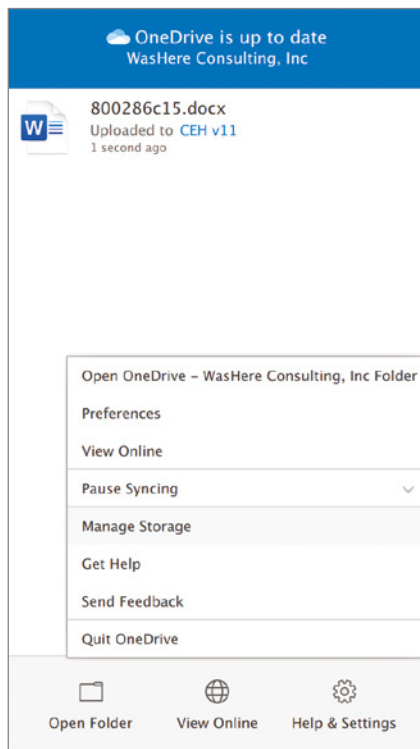 OneDrive is up to date
WasHere Consulting, Inc
W
800286c15.docx
Uploaded to CEH v11
1 second ago
Open OneDrive – WasHere Consulting, Inc Folder
Preferences
View Online
Pause Syncing
Manage Storage
Get Help
Send Feedback
Quit OneDrive
Open Folder View Online Help & Settings